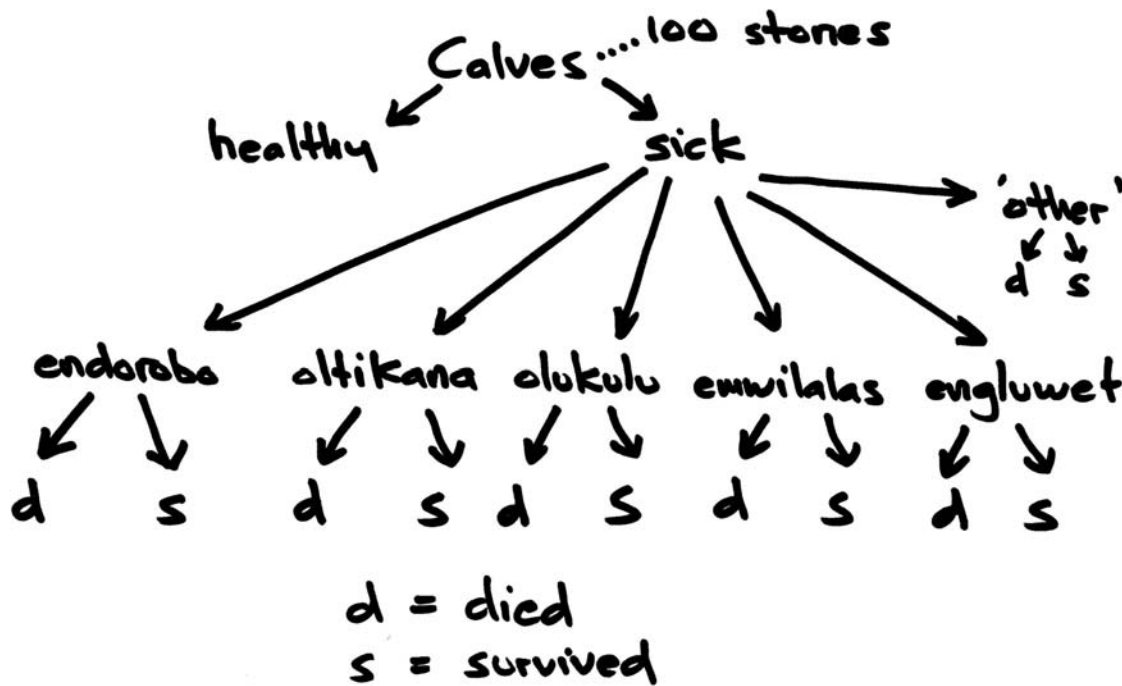 Calves ....100 stones
healthy sick
'other'
d s
endorobo oltikana olukulu emwilalas engluwet
d s d s d s d s d s
d = died
s = survived